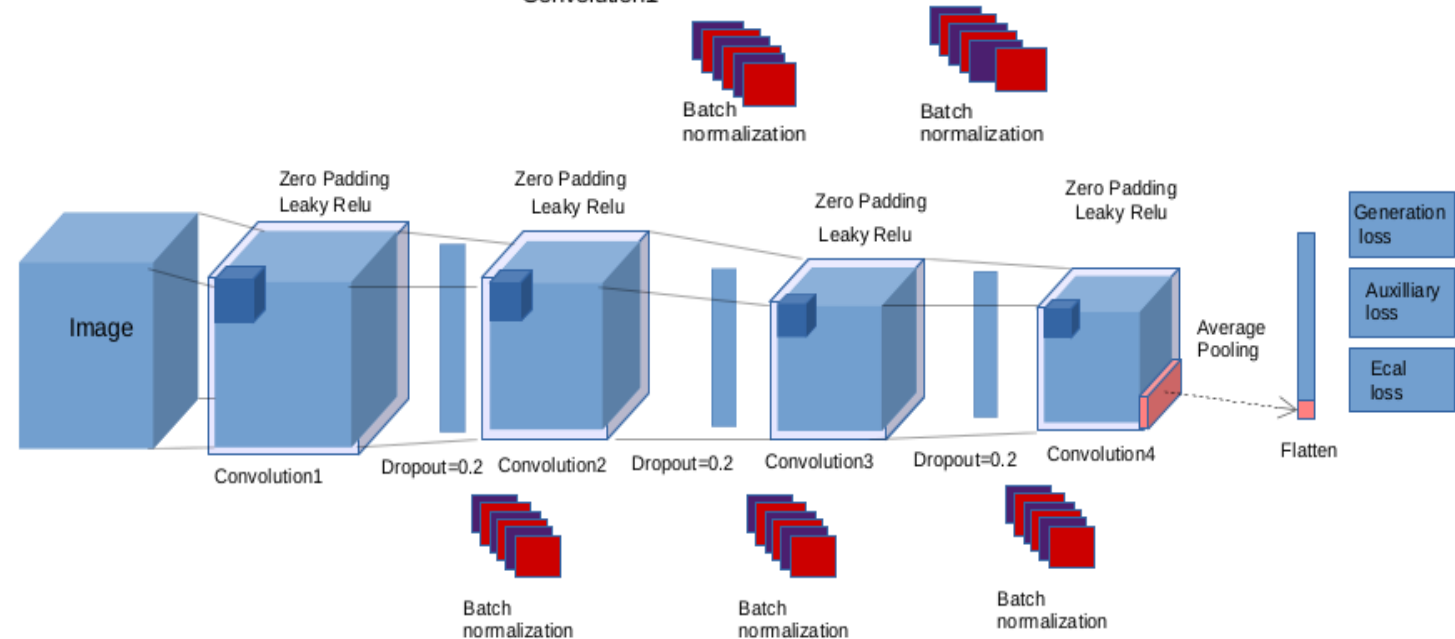 Batch
normalization
Batch
normalization
Zero Padding
Leaky Relu
Zero Padding
Leaky Relu
Zero Padding
Leaky Relu
Zero Padding
Leaky Relu
Image
Average
Pooling
Generation
loss
Auxilliary
loss
Ecal
loss
Convolution1
Dropout=0.2
Convolution2
Dropout=0.2
Convolution3
Dropout=0.2
Convolution4
Flatten
Batch
normalization
Batch
normalization
Batch
normalization